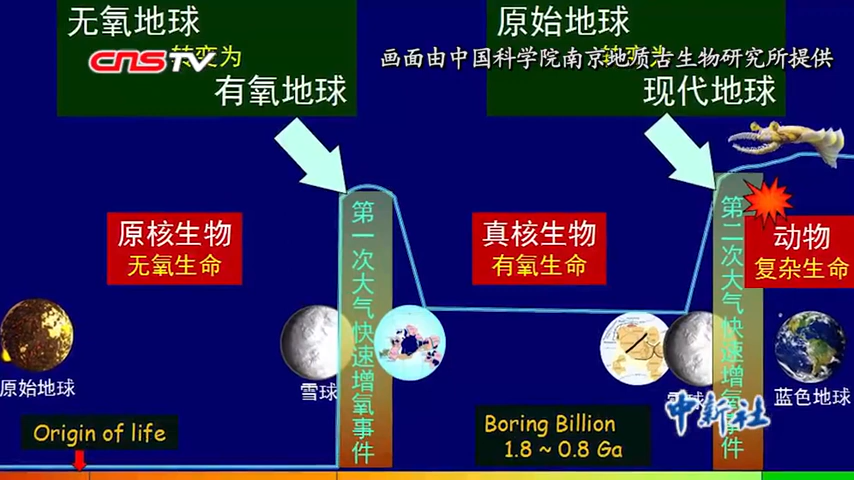 无氧地球
转变为
有氧地球
原始地球
转变为
现代地球
CNSTV
画面由中国科学院南京地质古生物研究所提供
第一次大气快速增氧事件
第二次大气快速增氧事件
原核生物
无氧生命
真核生物
有氧生命
动物
复杂生命
原始地球
雪球
雪球
蓝色地球
中新社
Origin of life
Boring Billion
1.8 ~ 0.8 Ga